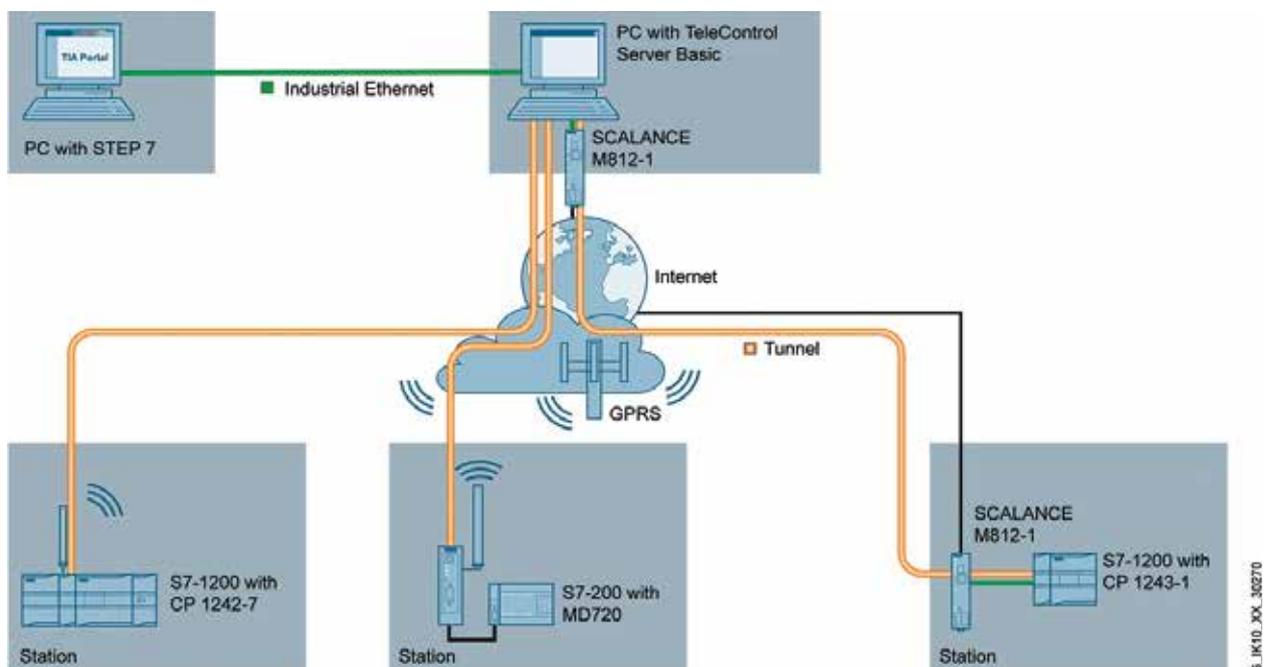 TIA Portal
PC with STEP 7
Industrial Ethernet
PC with TeleControl
Server Basic
SCALANCE
M812-1
Internet
Tunnel
GPRS
S7-1200 with
CP 1242-7
Station
S7-200 with
MD720
Station
SCALANCE
M812-1
S7-1200 with
CP 1243-1
Station
_IK10_XX_30270